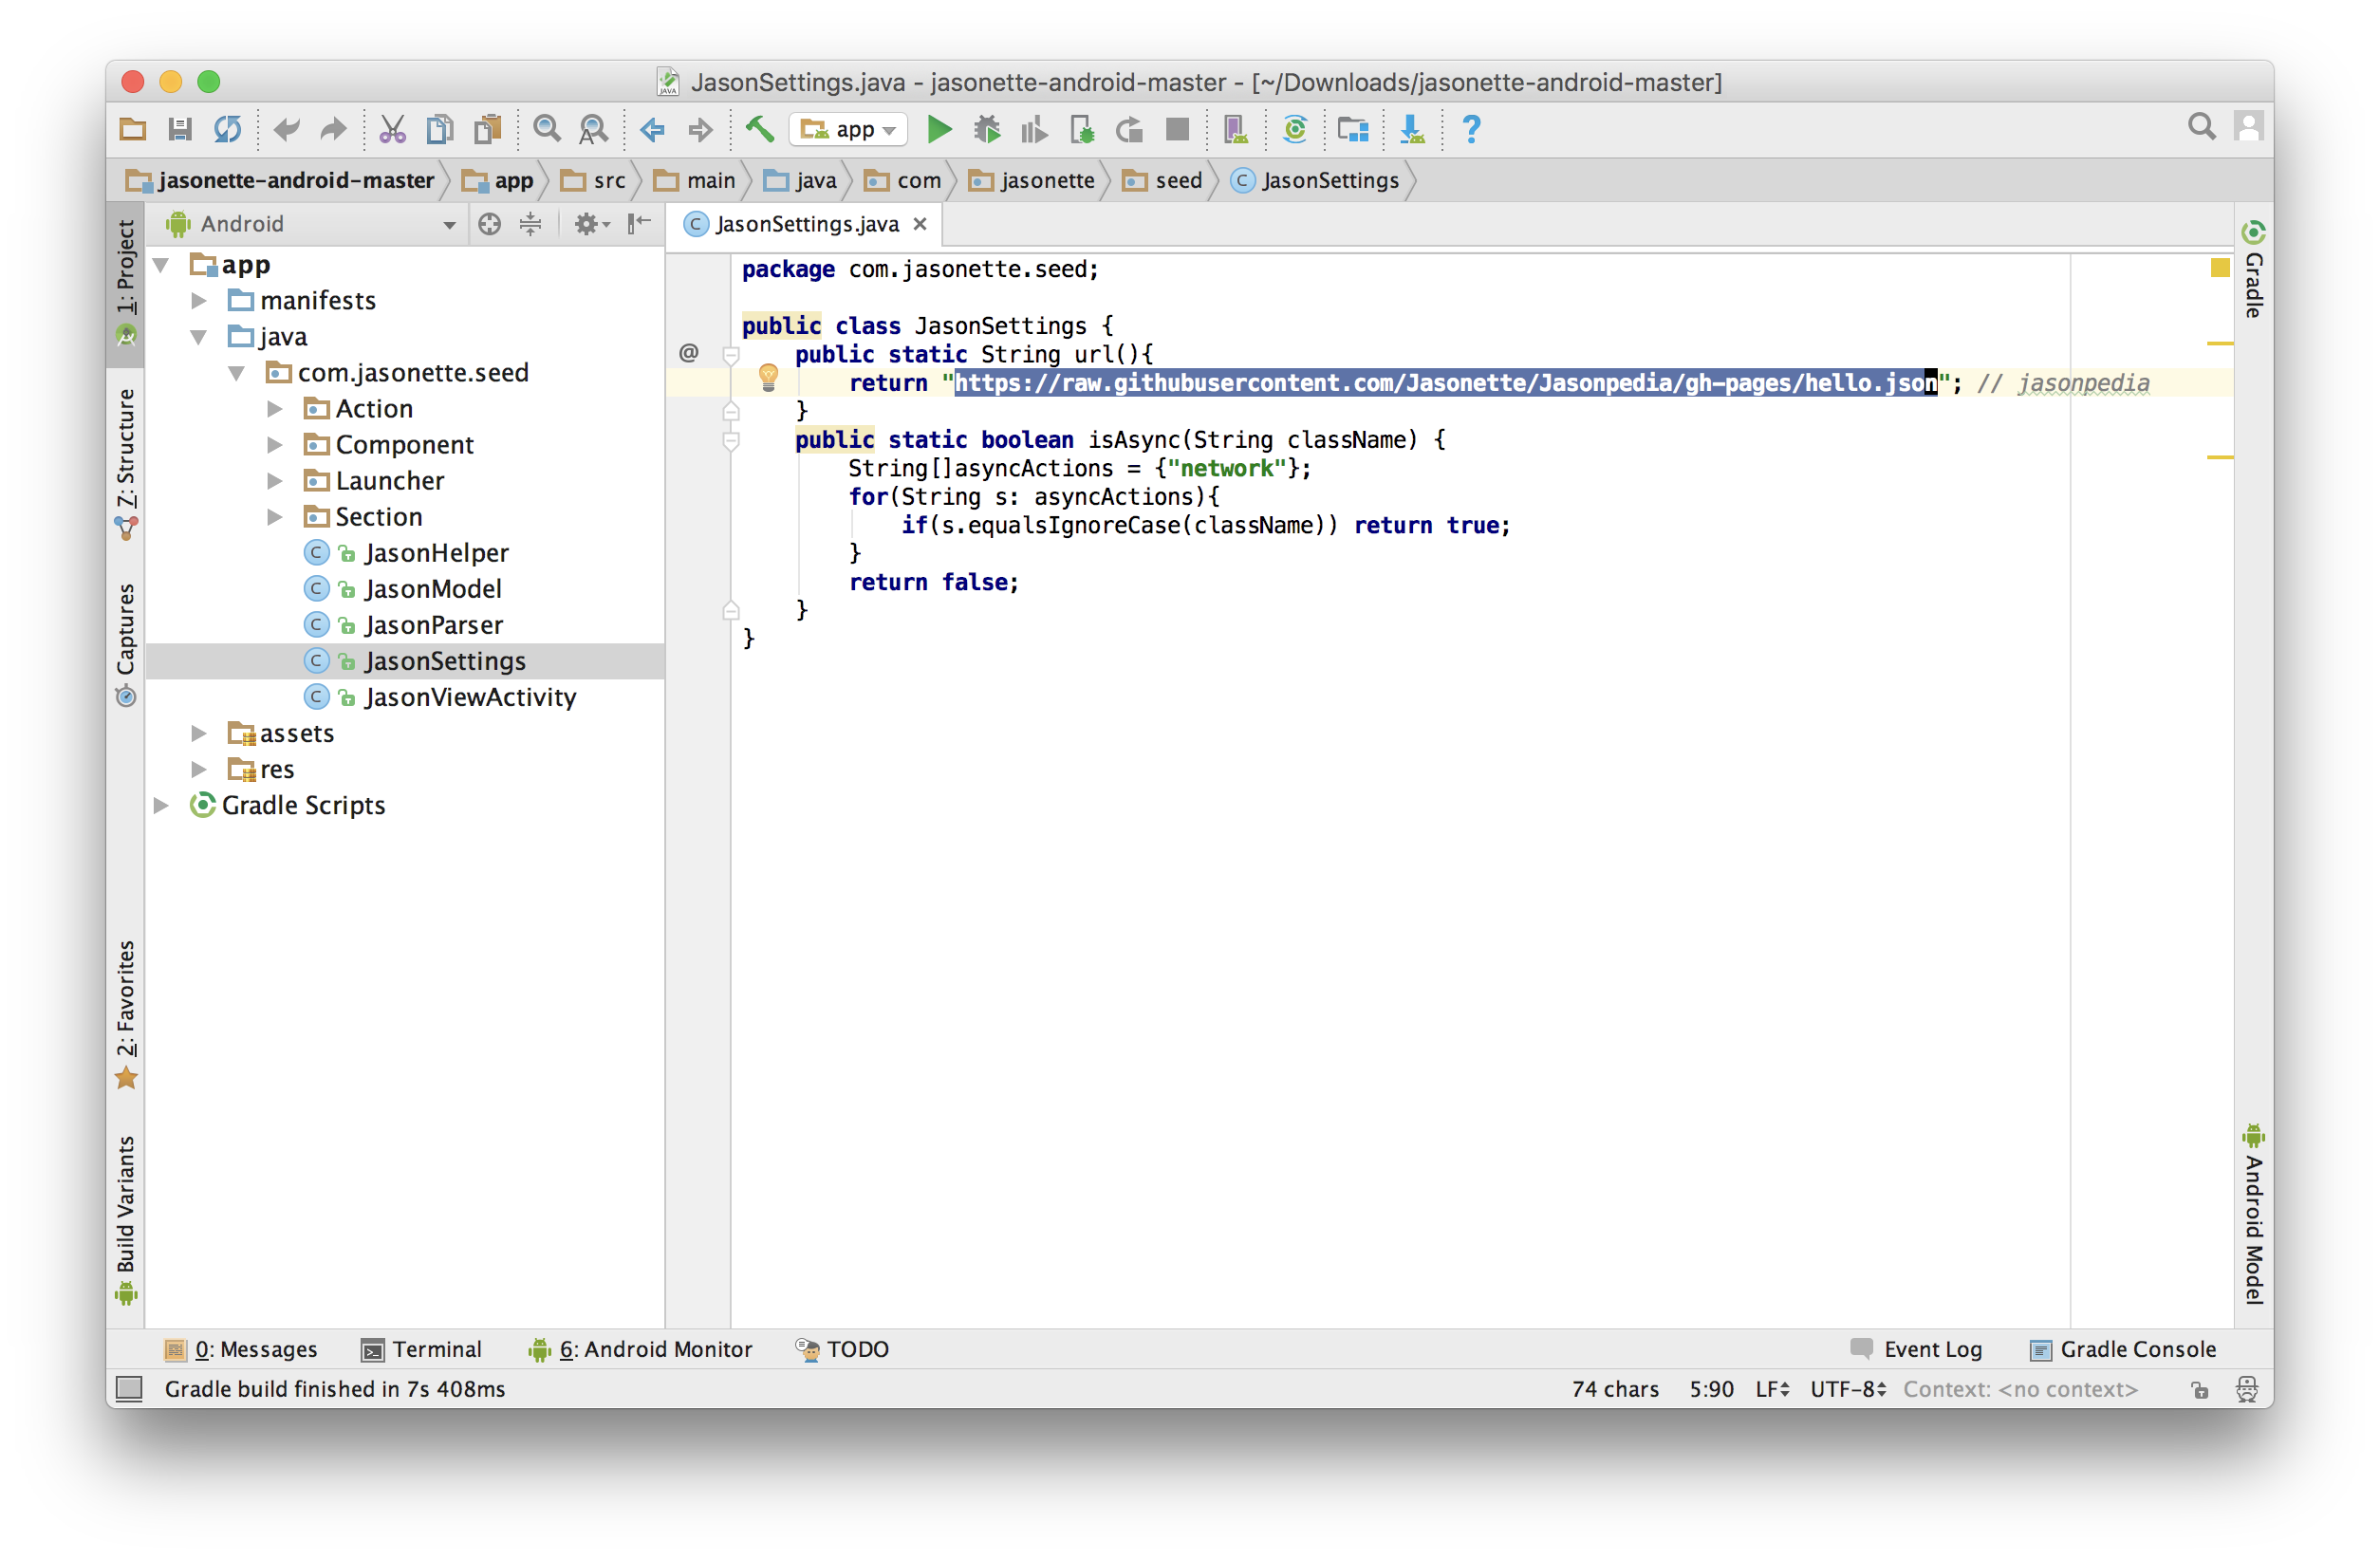 JasonSettings.java - jasonette-android-master - [~/Downloads/jasonette-android-master]
app
jasonette-android-master app src main java com jasonette seed JasonSettings
1: Project
Z: Structure
Captures
2: Favorites
Build Variants
Android
app
manifests
java
com.jasonette.seed
Action
Component
Launcher
Section
JasonHelper
JasonModel
JasonParser
JasonSettings
JasonViewActivity
assets
res
Gradle Scripts
JasonSettings.java
package com.jasonette.seed;
public class JasonSettings {
public static String url(){
return "https://raw.githubusercontent.com/Jasonette/Jasonpedia/gh-pages/hello.json"; // jasonpedia
}
public static boolean isAsync(String className) {
String[]asyncActions = {"network"};
for(String s: asyncActions){
if(s.equalsIgnoreCase(className)) return true;
}
return false;
}
}
Gradle
Android Model
0: Messages Terminal 6: Android Monitor TODO Event Log Gradle Console
Gradle build finished in 7s 408ms 74 chars 5:90 LF UTF-8 Context: <no context>